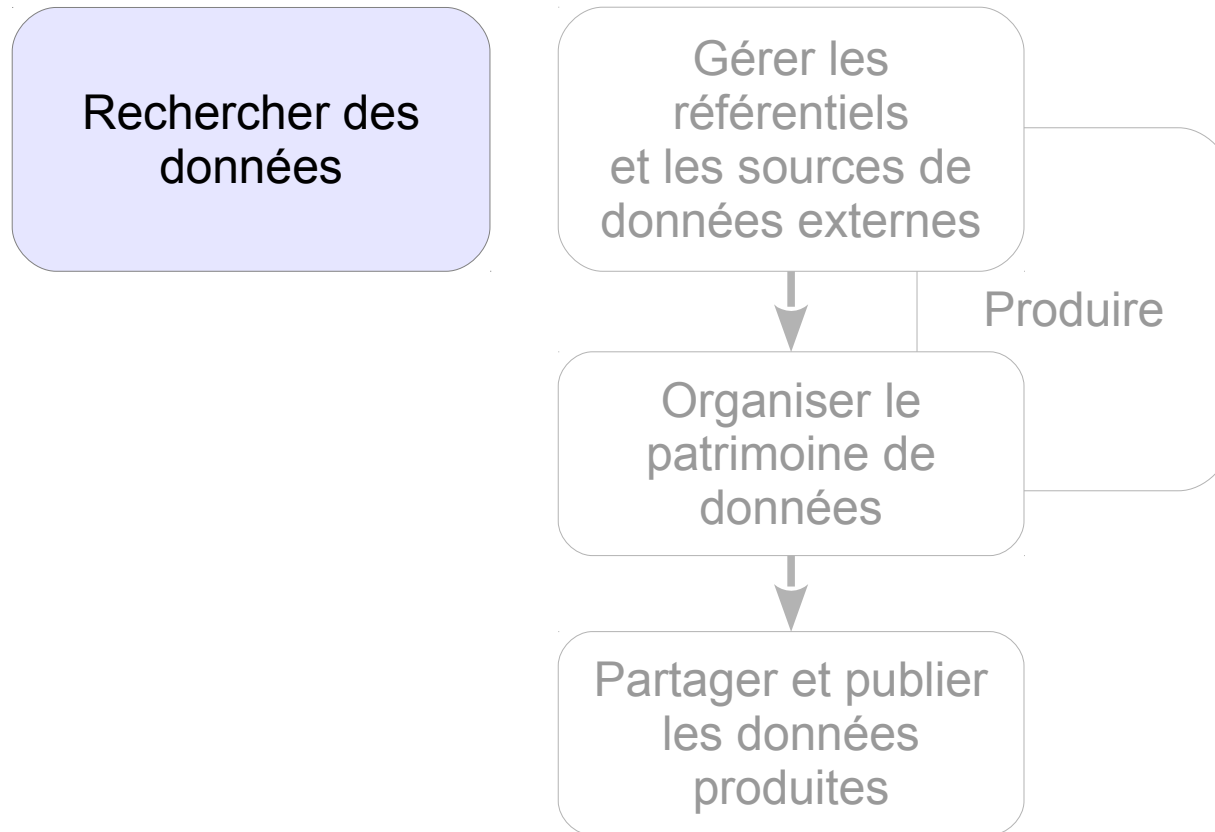 Rechercher des
données
Gérer les
référentiels
et les sources de
données externes
Produire
Organiser le
patrimoine de
données
Partager et publier
les données
produites